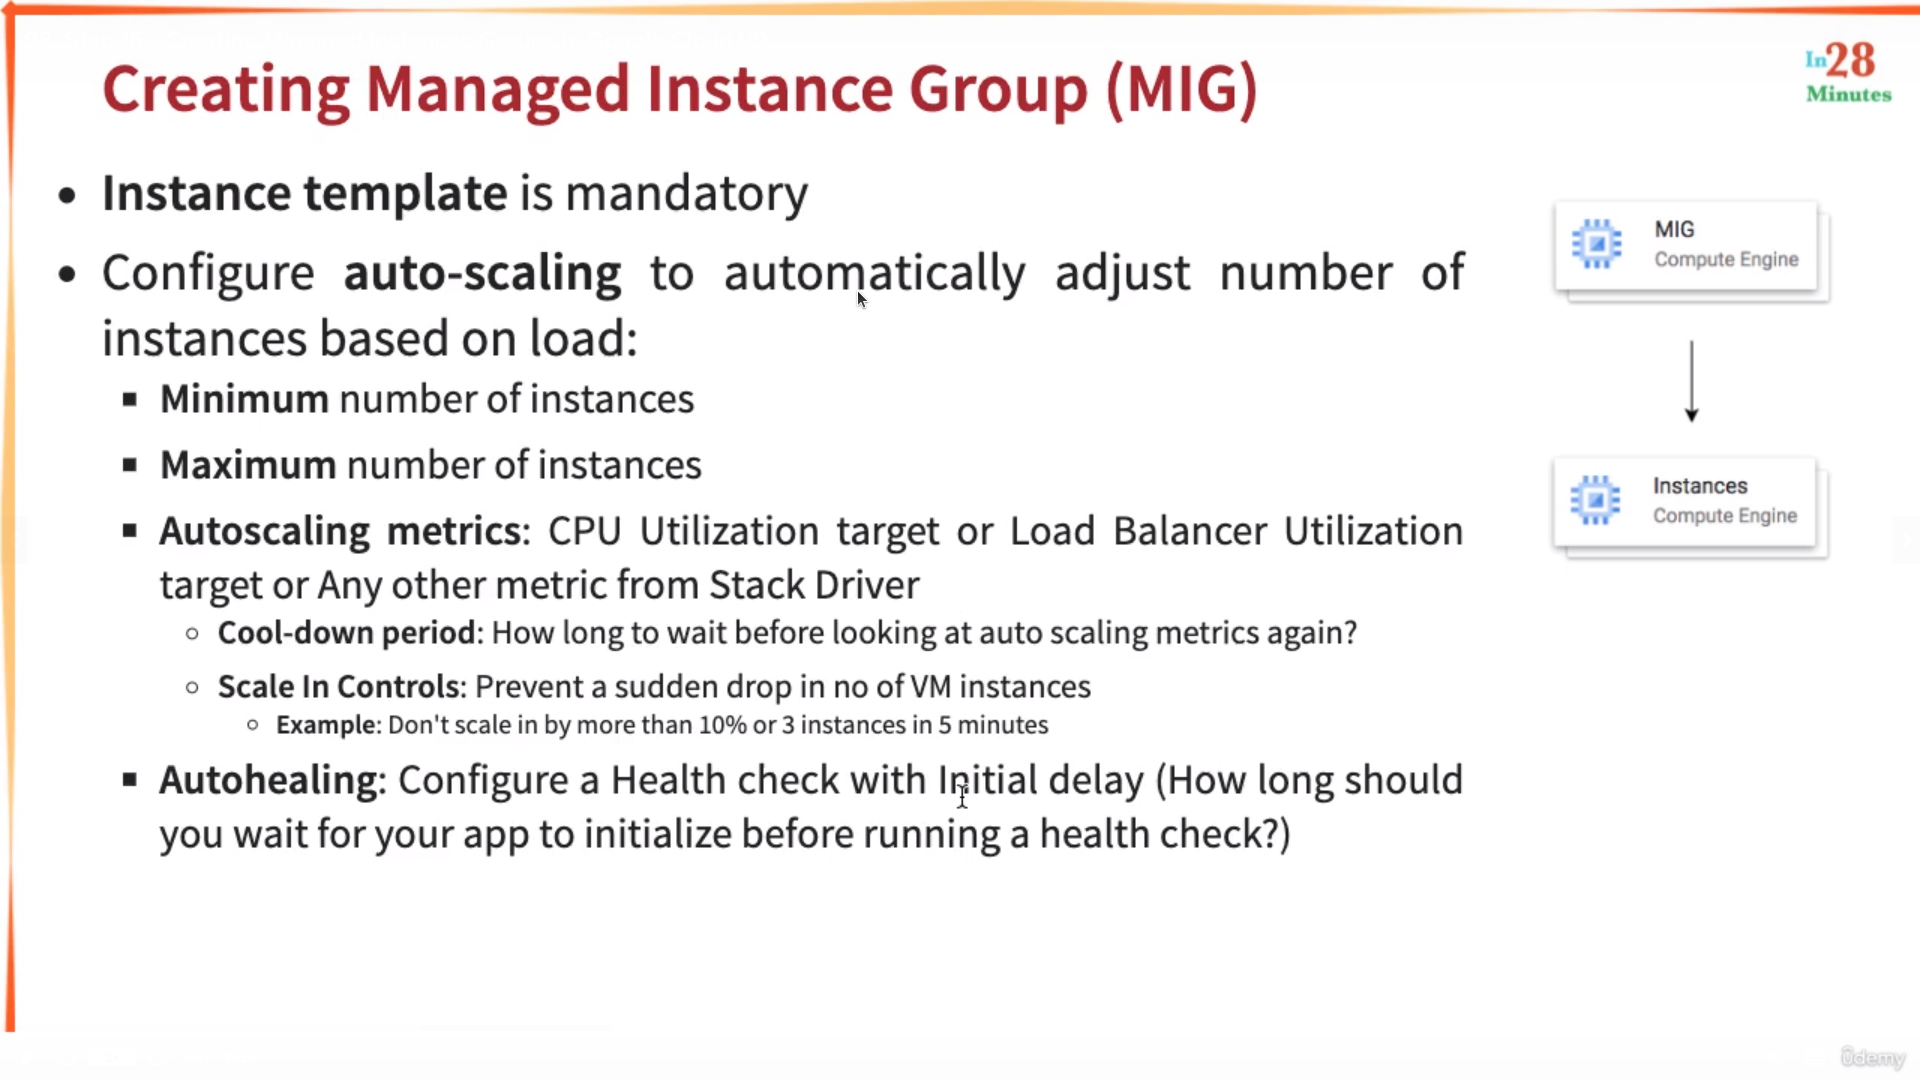 Creating Managed Instance Group (MIG)
In28
Minutes
• Instance template is mandatory
• Configure auto-scaling to automatically adjust number of
instances based on load:
▪ Minimum number of instances
▪ Maximum number of instances
▪ Autoscaling metrics: CPU Utilization target or Load Balancer Utilization
target or Any other metric from Stack Driver
○ Cool-down period: How long to wait before looking at auto scaling metrics again?
○ Scale In Controls: Prevent a sudden drop in no of VM instances
○ Example: Don't scale in by more than 10% or 3 instances in 5 minutes
▪ Autohealing: Configure a Health check with Initial delay (How long should
you wait for your app to initialize before running a health check?)
MIG
Compute Engine
Instances
Compute Engine
ûdemy